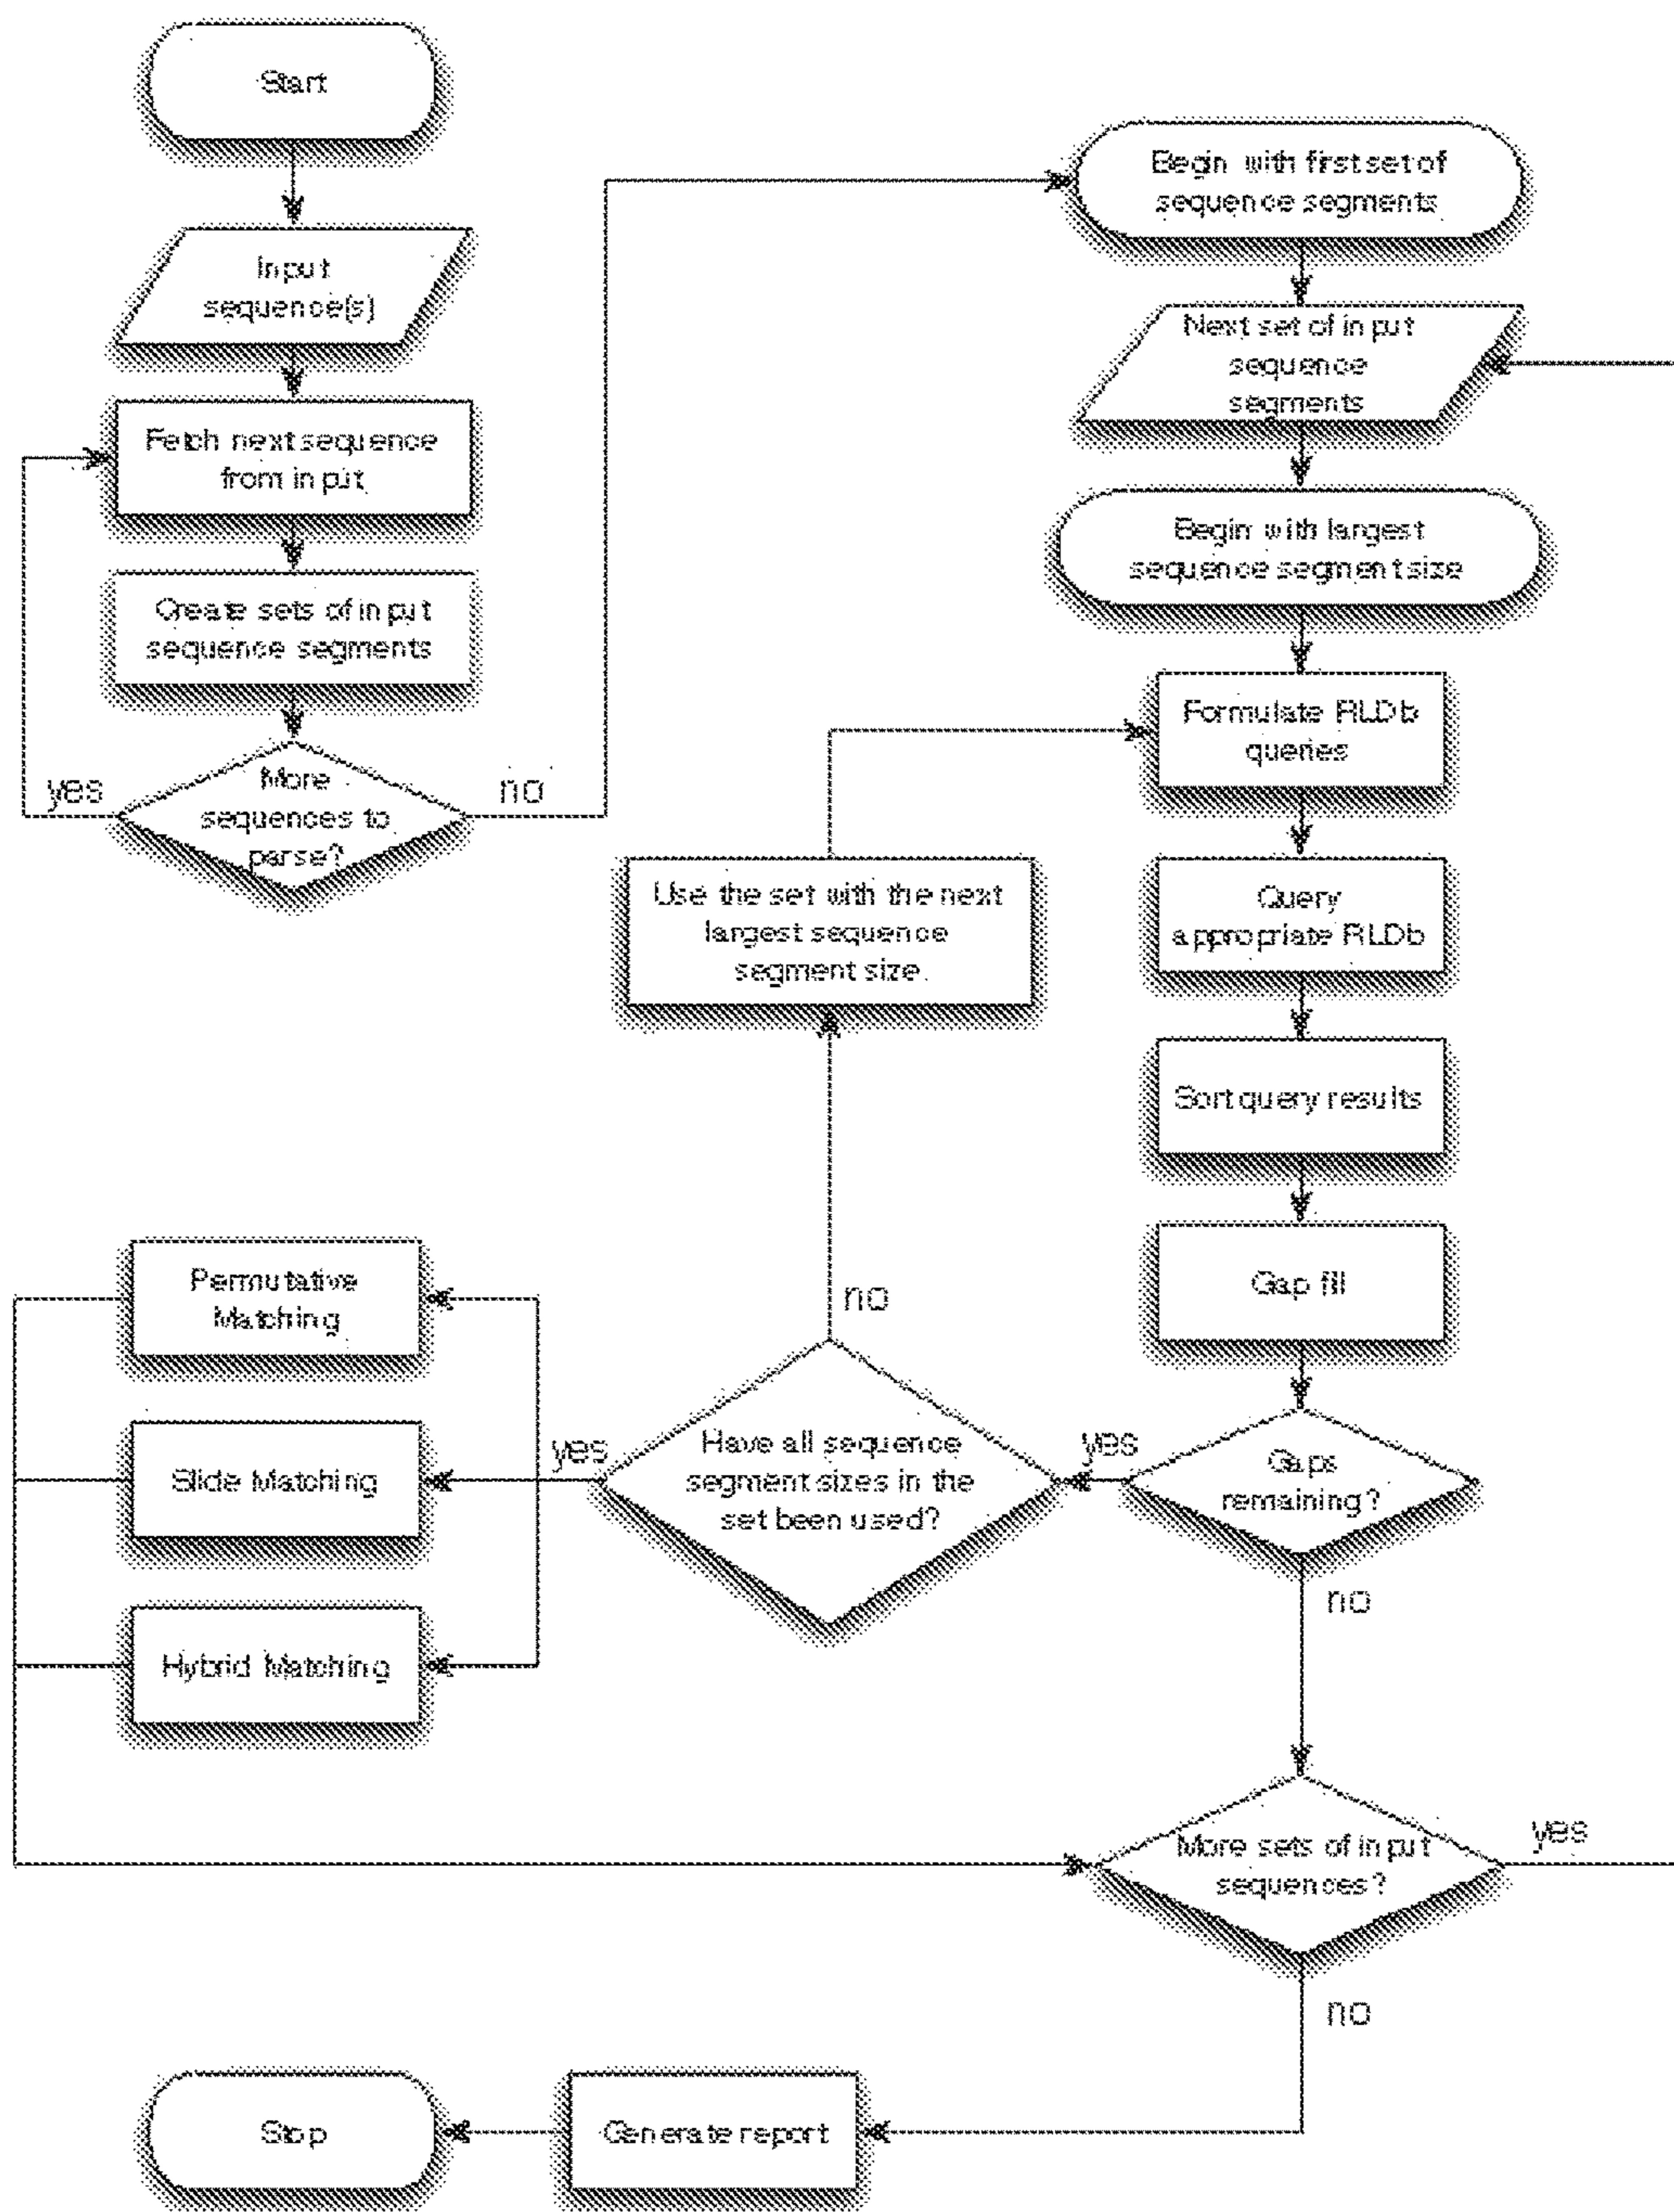 Start
Input
sequence(s)
Fetch next sequence
from input
Create sets of input
sequence segments
More
sequences to
parse?
yes
no
Begin with first set of
sequence segments
Next set of input
sequence
segments
Begin with largest
sequence segment size
Formulate RLDb
queries
Query
appropriate RLDb
Sort query results
Gap fill
Gaps
remaining?
yes
no
Have all sequence
segment sizes in the
set been used?
no
yes
Use the set with the next
largest sequence
segment size.
Permutative
Matching
Slide Matching
Hybrid Matching
More sets of input
sequences?
yes
no
Generate report
Stop